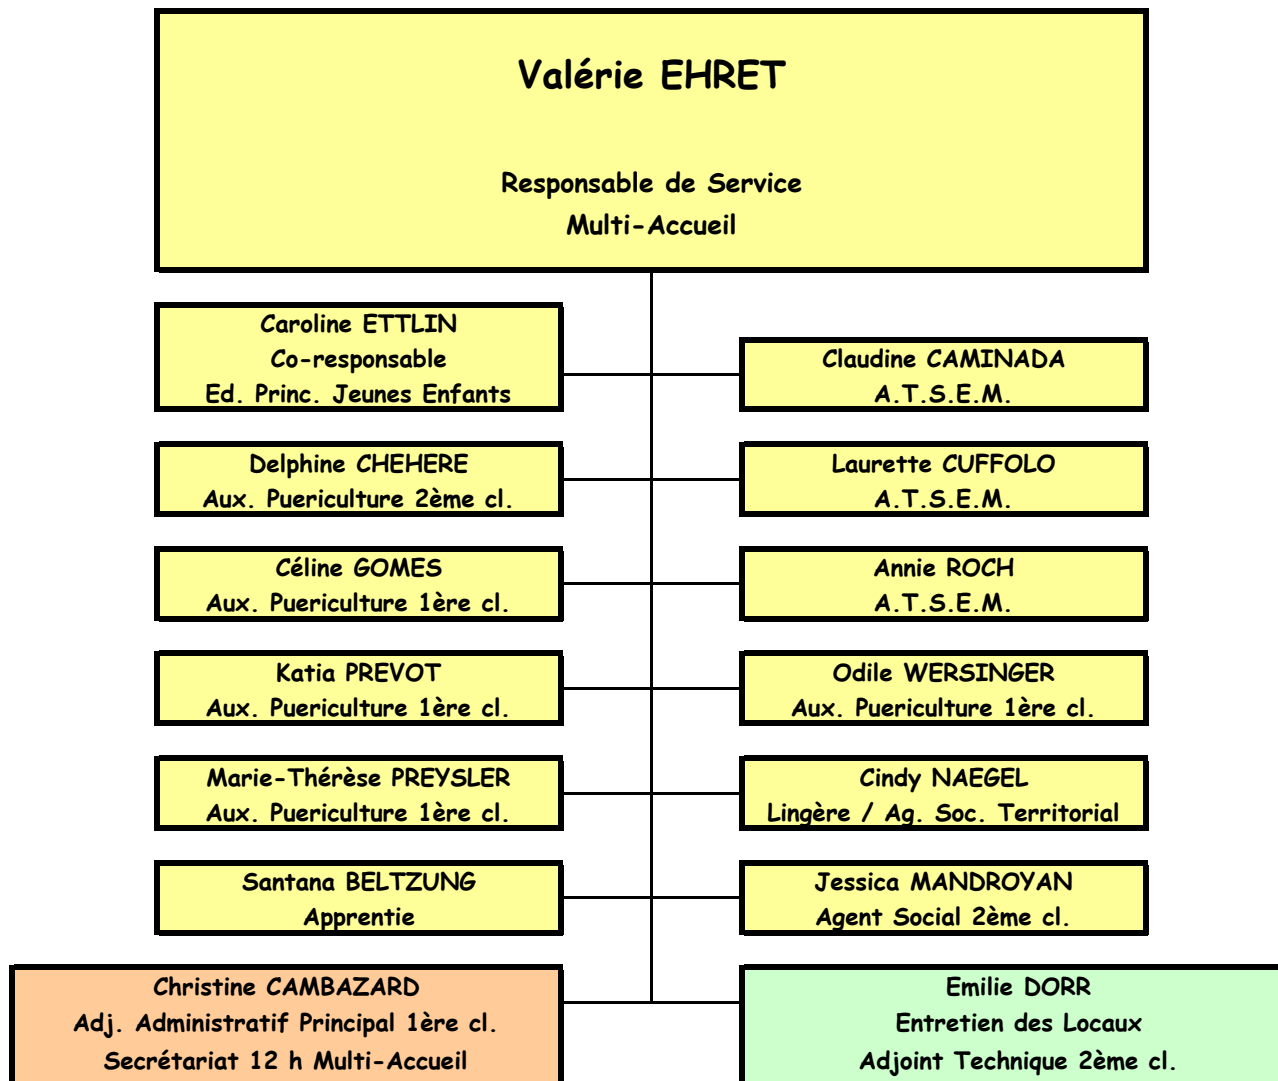 Valérie EHRET
Responsable de Service
Multi-Accueil
Caroline ETTLIN
Co-responsable
Ed. Princ. Jeunes Enfants
Claudine CAMINADA
A.T.S.E.M.
Delphine CHEHERE
Aux. Puericulture 2ème cl.
Laurette CUFFOLO
A.T.S.E.M.
Céline GOMES
Aux. Puericulture 1ère cl.
Annie ROCH
A.T.S.E.M.
Katia PREVOT
Aux. Puericulture 1ère cl.
Odile WERSINGER
Aux. Puericulture 1ère cl.
Marie-Thérèse PREYSLER
Aux. Puericulture 1ère cl.
Cindy NAEGEL
Lingère / Ag. Soc. Territorial
Santana BELTZUNG
Apprentie
Jessica MANDROYAN
Agent Social 2ème cl.
Christine CAMBAZARD
Adj. Administratif Principal 1ère cl.
Secrétariat 12 h Multi-Accueil
Emilie DORR
Entretien des Locaux
Adjoint Technique 2ème cl.